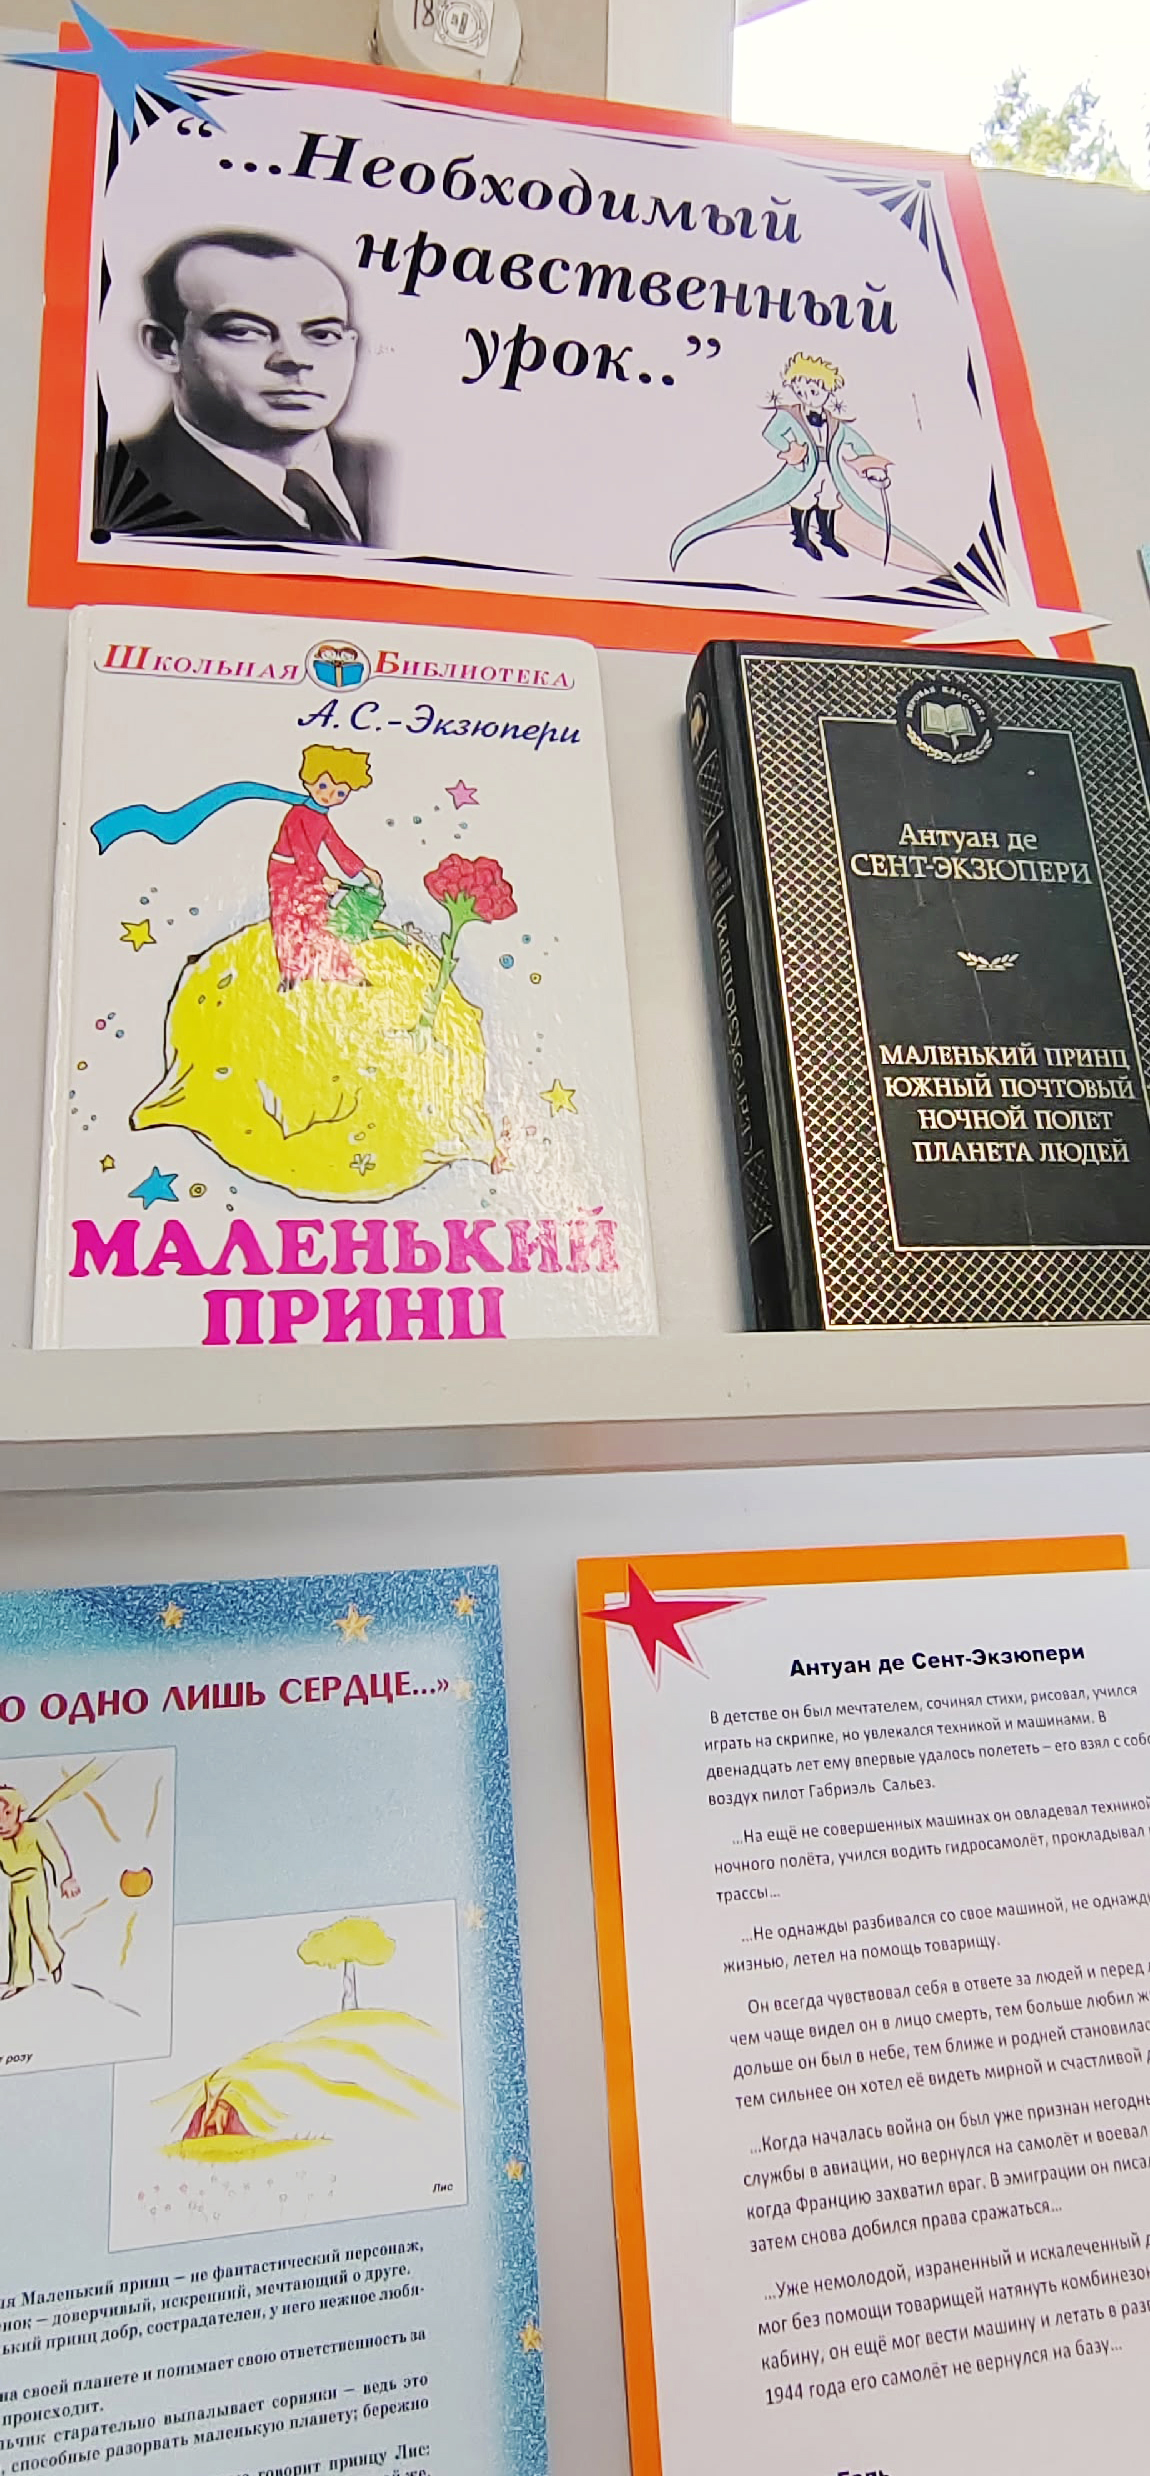 18
“...Необходимый
нравственный
урок..”
Школьная Библиотека
А. С.-Экзюпери
МАЛЕНЬКИЙ
ПРИНЦ
МИРОВАЯ КЛАССИКА
Антуан де
СЕНТ-ЭКЗЮПЕРИ
МАЛЕНЬКИЙ ПРИНЦ
ЮЖНЫЙ ПОЧТОВЫЙ
НОЧНОЙ ПОЛЕТ
ПЛАНЕТА ЛЮДЕЙ
О ОДНО ЛИШЬ СЕРДЦЕ...»
розу
Лис
Маленький принц – не фантастический персонаж,
– доверчивый, искренний, мечтающий о друге.
принц добр, сострадателен, у него нежное люби-
на своей планете и понимает свою ответственность за
происходит.
старательно выпалывает сорняки – ведь это
, способные разорвать маленькую планету; бережно
говорит принцу Лис:
Антуан де Сент-Экзюпери
В детстве он был мечтателем, сочинял стихи, рисовал, учился
играть на скрипке, но увлекался техникой и машинами. В
двенадцать лет ему впервые удалось полететь – его взял с
воздух пилот Габриэль Сальез.
...На ещё не совершенных машинах он овладевал техникой
ночного полёта, учился водить гидросамолёт, прокладывал
трассы...
...Не однажды разбивался со свое машиной, не
жизнью, летел на помощь товарищу.
Он всегда чувствовал себя в ответе за людей и перед
чем чаще видел он в лицо смерть, тем больше любил
дольше он был в небе, тем ближе и родней
тем сильнее он хотел её видеть мирной и счастливой
...Когда началась война он был уже признан
службы в авиации, но вернулся на самолёт и воевал
когда Францию захватил враг. В эмиграции он
затем снова добился права сражаться...
...Уже немолодой, израненный и искалеченный
мог без помощи товарищей натянуть
кабину, он ещё мог вести машину и летать в
1944 года его самолёт не вернулся на базу...